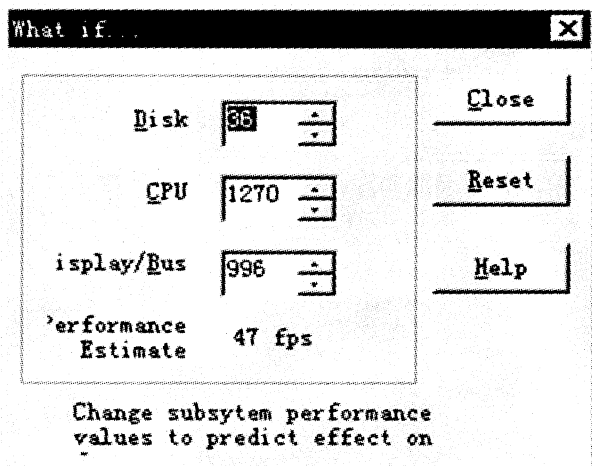 What if...
Disk 36 Close
CPU 1270 Reset
isplay/Bus 996 Help
'erformance
Estimate 47 fps
Change subsytem performance
values to predict effect on